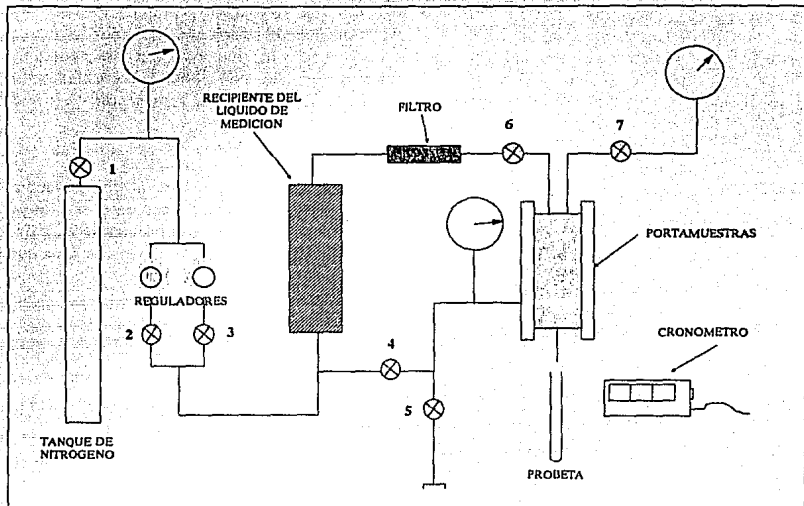 RECIPIENTE DEL
LIQUIDO DE
MEDICION
FILTRO
6
7
1
PORTAMUESTRAS
REGULADORES
2
3
4
CRONOMETRO
5
TANQUE DE
NITROGENO
PROBETA